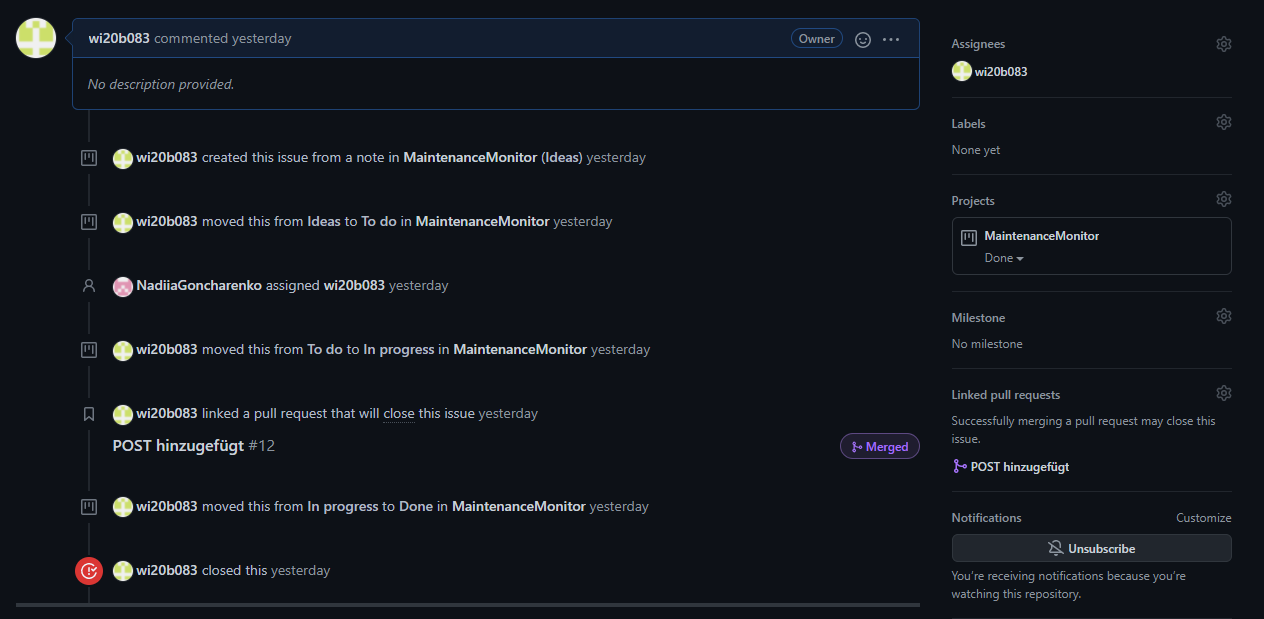 wi20b083 commented yesterday
Owner
No description provided.
wi20b083 created this issue from a note in MaintenanceMonitor (Ideas) yesterday
wi20b083 moved this from Ideas to To do in MaintenanceMonitor yesterday
NadiiaGoncharenko assigned wi20b083 yesterday
wi20b083 moved this from To do to In progress in MaintenanceMonitor yesterday
wi20b083 linked a pull request that will close this issue yesterday
POST hinzugefügt #12
Merged
wi20b083 moved this from In progress to Done in MaintenanceMonitor yesterday
wi20b083 closed this yesterday
Assignees
wi20b083
Labels
None yet
Projects
MaintenanceMonitor
Done
Milestone
No milestone
Linked pull requests
Successfully merging a pull request may close this
issue.
POST hinzugefügt
Notifications
Customize
Unsubscribe
You're receiving notifications because you're
watching this repository.